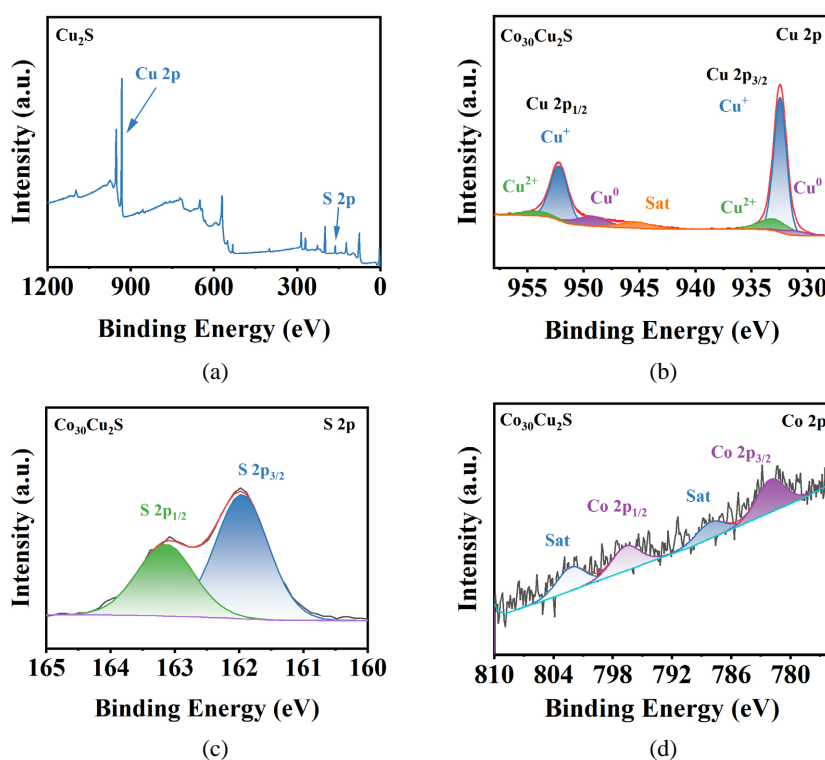 Cu₂S
Cu 2p
S 2p
Intensity (a.u.)
1200 900 600 300 0
Binding Energy (eV)
(a)
Co₃₀Cu₂S Cu 2p
Cu 2p₃/₂
Cu⁺
Cu 2p₁/₂
Cu⁺
Cu²⁺
Cu⁰
Sat
Cu²⁺
Cu⁰
Intensity (a.u.)
955 950 945 940 935 930
Binding Energy (eV)
(b)
Co₃₀Cu₂S S 2p
S 2p₃/₂
S 2p₁/₂
Intensity (a.u.)
165 164 163 162 161 160
Binding Energy (eV)
(c)
Co₃₀Cu₂S Co 2p
Co 2p₃/₂
Sat
Co 2p₁/₂
Sat
Intensity (a.u.)
810 804 798 792 786 780
Binding Energy (eV)
(d)